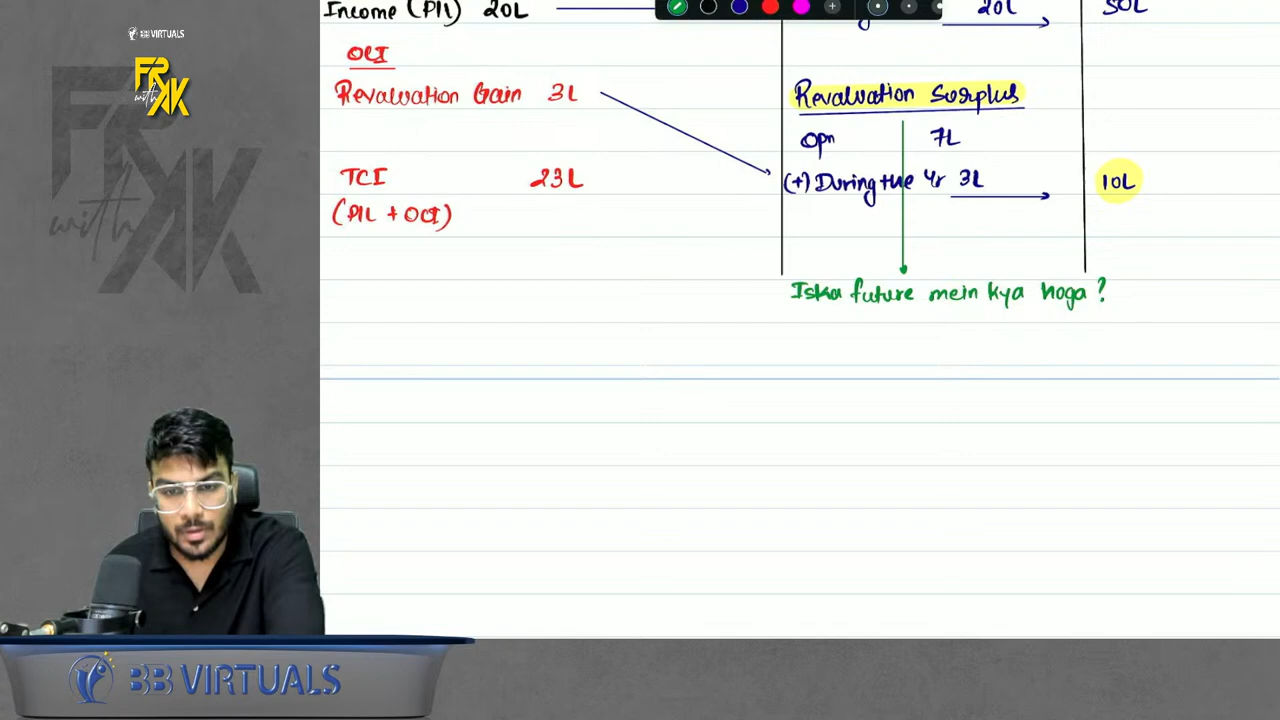 Income (P/L) 20L
20L
50L
BB VIRTUALS
FR
with AK
OCI
Revaluation Gain 3L
Revaluation Surplus
Opn 7L
TCI 23L
(+) During the Yr 3L
10L
(P/L + OCI)
Iska future mein kya hoga ?
BB VIRTUALS